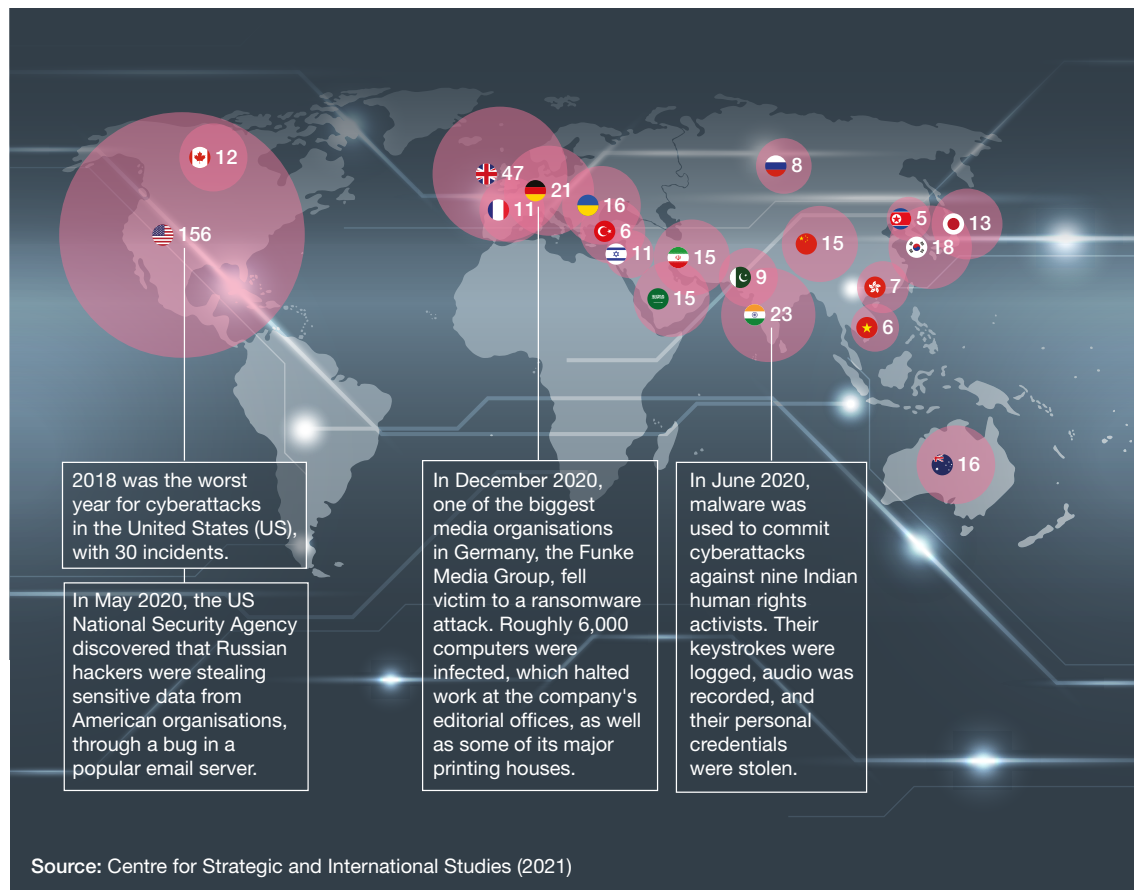 12
156
47
21
11
16
6
11
15
15
8
9
23
15
5
13
18
7
6
16
2018 was the worst
year for cyberattacks
in the United States (US),
with 30 incidents.
In May 2020, the US
National Security Agency
discovered that Russian
hackers were stealing
sensitive data from
American organisations,
through a bug in a
popular email server.
In December 2020,
one of the biggest
media organisations
in Germany, the Funke
Media Group, fell
victim to a ransomware
attack. Roughly 6,000
computers were
infected, which halted
work at the company's
editorial offices, as well
as some of its major
printing houses.
In June 2020,
malware was
used to commit
cyberattacks
against nine Indian
human rights
activists. Their
keystrokes were
logged, audio was
recorded, and
their personal
credentials
were stolen.
Source: Centre for Strategic and International Studies (2021)